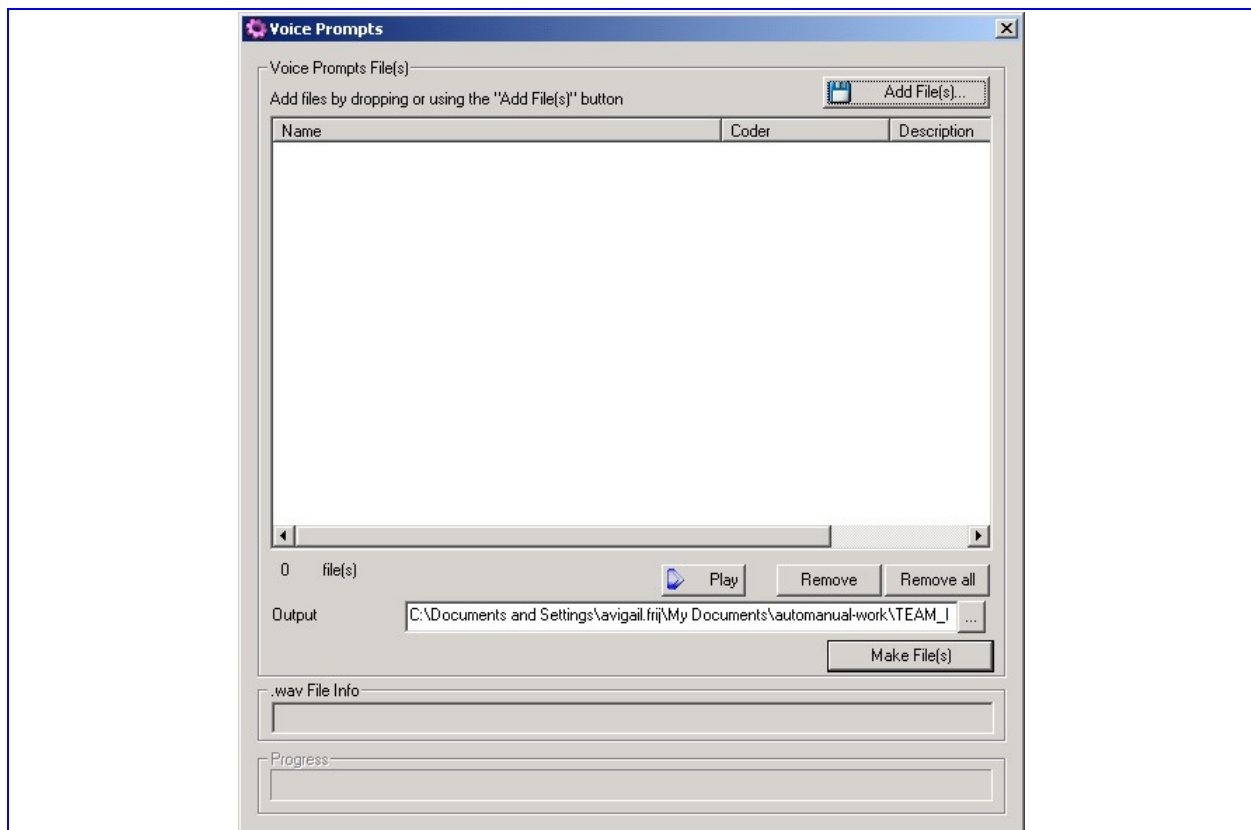 Voice Prompts
Voice Prompts File(s)
Add files by dropping or using the "Add File(s)" button
Add File(s)...
Name Coder Description
0 file(s)
Play Remove Remove all
Output C:\Documents and Settings\avigail.frij\My Documents\automanual-work\TEAM_I ...
Make File(s)
.wav File Info
Progress